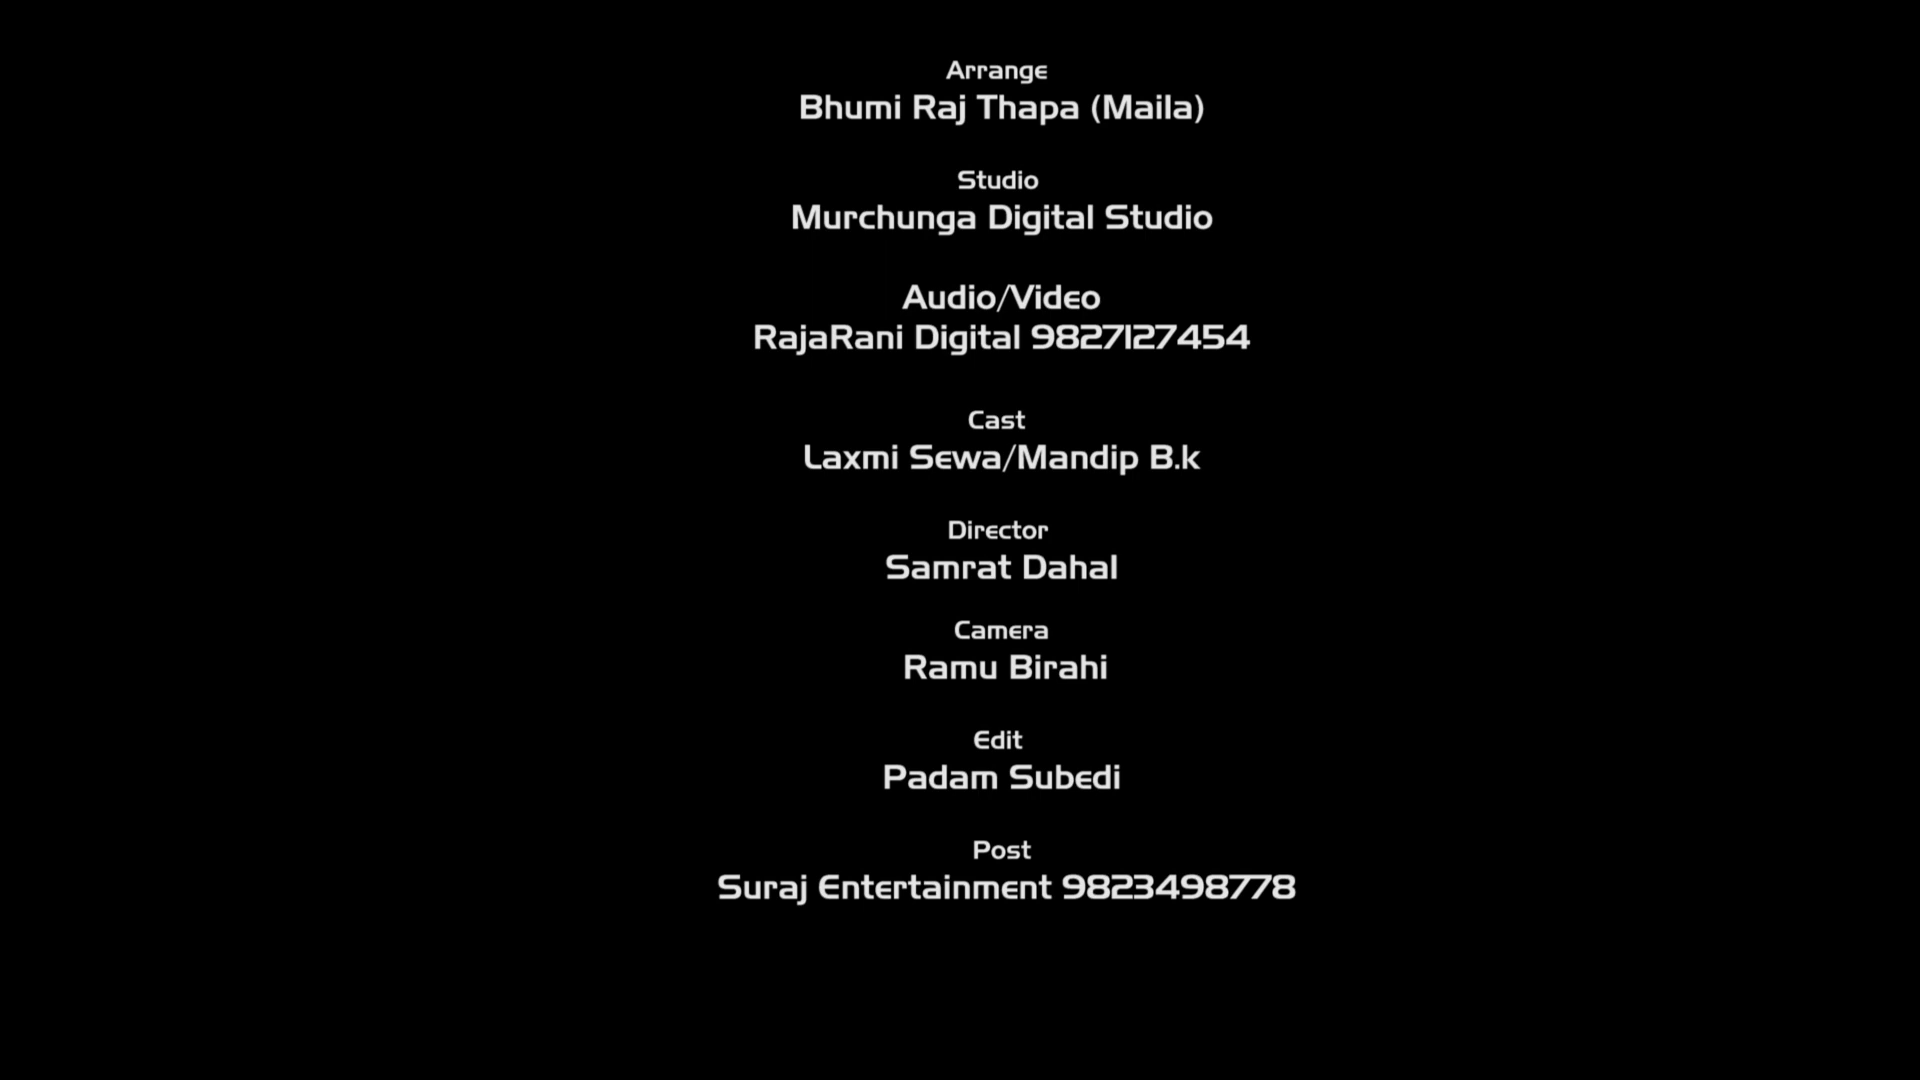 Arrange
Bhumi Raj Thapa (Maila)
Studio
Murchunga Digital Studio
Audio/Video
RajaRani Digital 9827127454
Cast
Laxmi Sewa/Mandip B.k
Director
Samrat Dahal
Camera
Ramu Birahi
Edit
Padam Subedi
Post
Suraj Entertainment 9823498778